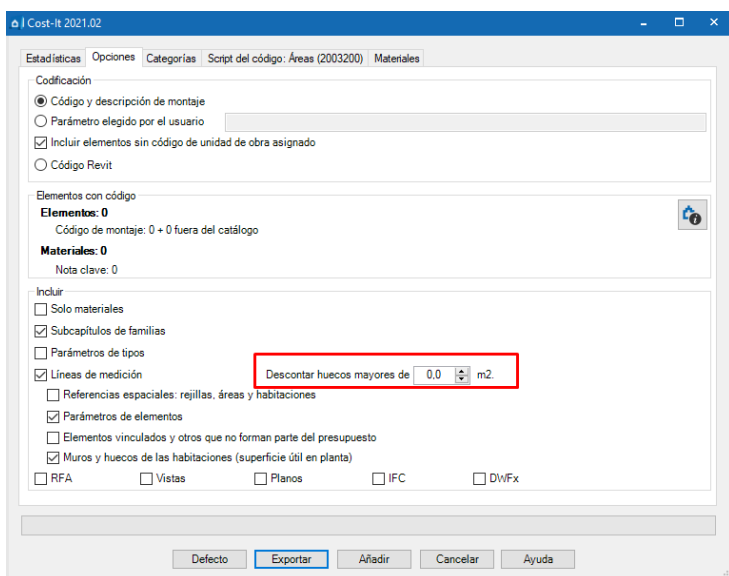 Cost-It 2021.02
Estadísticas Opciones Categorías Script del código: Áreas (2003200) Materiales
Codificación
Código y descripción de montaje
Parámetro elegido por el usuario
Incluir elementos sin código de unidad de obra asignado
Código Revit
Elementos con código
Elementos: 0
Código de montaje: 0 + 0 fuera del catálogo
Materiales: 0
Nota clave: 0
Incluir
Solo materiales
Subcapítulos de familias
Parámetros de tipos
Líneas de medición Descontar huecos mayores de 0,0 m2.
Referencias espaciales: rejillas, áreas y habitaciones
Parámetros de elementos
Elementos vinculados y otros que no forman parte del presupuesto
Muros y huecos de las habitaciones (superficie útil en planta)
RFA Vistas Planos IFC DWFx
Defecto Exportar Añadir Cancelar Ayuda